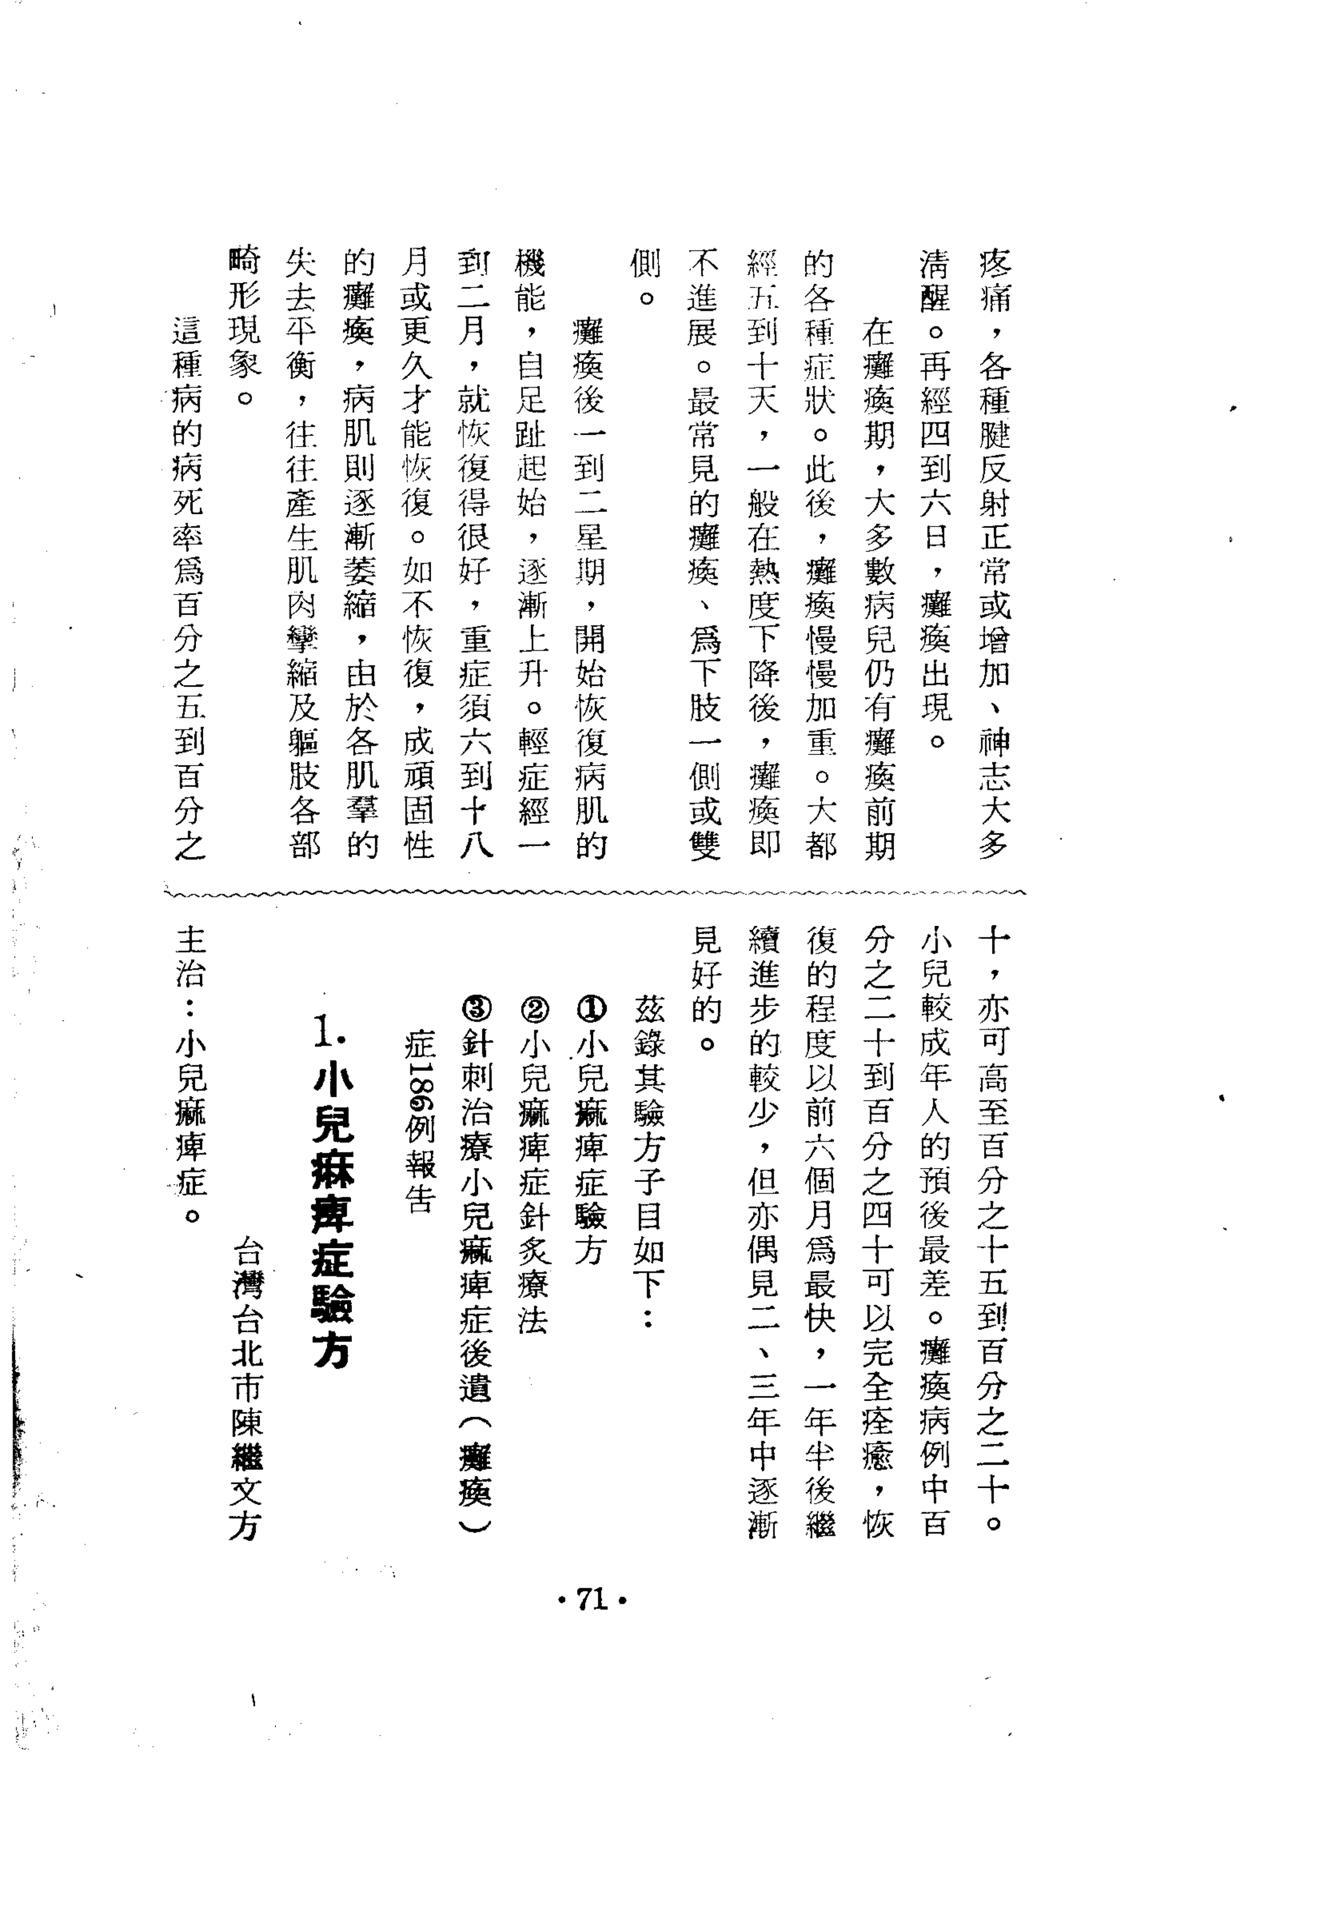 疼痛，各種腱反射正常或增加、神志大多
淸醒。再經四到六日，癱瘓出現。
在癱瘓期，大多數病兒仍有癱瘓前期
的各種症狀。此後，癱瘓慢慢加重。大都
經五到十天，一般在熱度下降後，癱瘓即
不進展。最常見的癱瘓、爲下肢一側或雙
側。
癱瘓後一到二星期，開始恢復病肌的
機能，自足趾起始，逐漸上升。輕症經一
到二月，就恢復得很好，重症須六到十八
月或更久才能恢復。如不恢復，成頑固性
的癱瘓，病肌則逐漸萎縮，由於各肌羣的
失去平衡，往往產生肌肉攣縮及軀肢各部
畸形現象。
這種病的病死率爲百分之五到百分之
十，亦可高至百分之十五到百分之二十。
小兒較成年人的預後最差。癱瘓病例中百
分之二十到百分之四十可以完全痊癒，恢
復的程度以前六個月爲最快，一年半後繼
續進步的較少，但亦偶見二、三年中逐漸
見好的。
茲錄其驗方子目如下：
①小兒痳痺症驗方
②小兒痳痺症針炙療法
③針刺治療小兒痳痺症後遺（癱瘓）
症186例報告
1.小兒痳痺症驗方
台灣台北市陳繼文方
主治：小兒痳痺症。
·71·